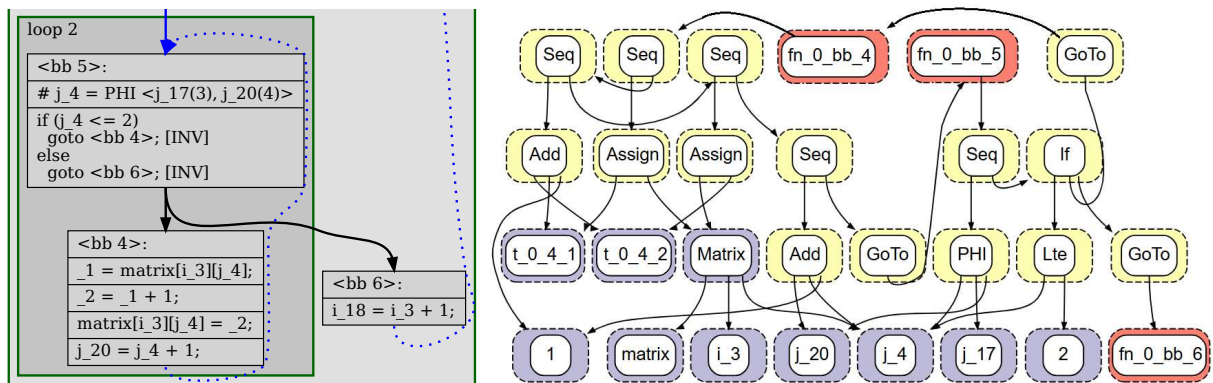 loop 2
<bb 5>:
# j_4 = PHI <j_17(3), j_20(4)>
if (j_4 <= 2)
goto <bb 4>; [INV]
else
goto <bb 6>; [INV]
<bb 4>:
_1 = matrix[i_3][j_4];
_2 = _1 + 1;
matrix[i_3][j_4] = _2;
j_20 = j_4 + 1;
<bb 6>:
i_18 = i_3 + 1;
Seq Seq Seq fn_0_bb_4 fn_0_bb_5 GoTo
Add Assign Assign Seq Seq If
t_0_4_1 t_0_4_2 Matrix Add GoTo PHI Lte GoTo
1 matrix i_3 j_20 j_4 j_17 2 fn_0_bb_6